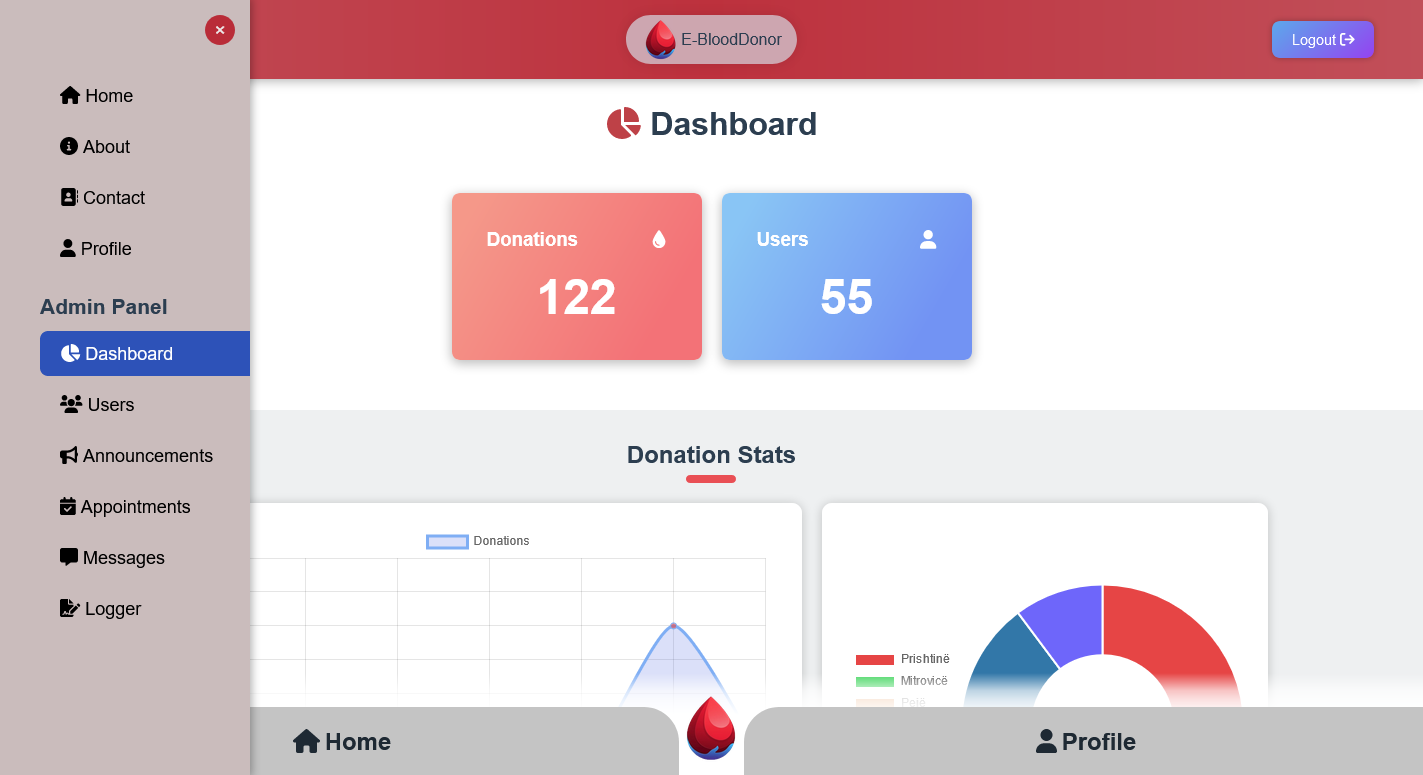 E-BloodDonor
Logout
Home
About
Contact
Profile
Admin Panel
Dashboard
Users
Announcements
Appointments
Messages
Logger
Dashboard
Donations
122
Users
55
Donation Stats
Donations
Prishtinë
Mitrovicë
Pejë
Home
Profile